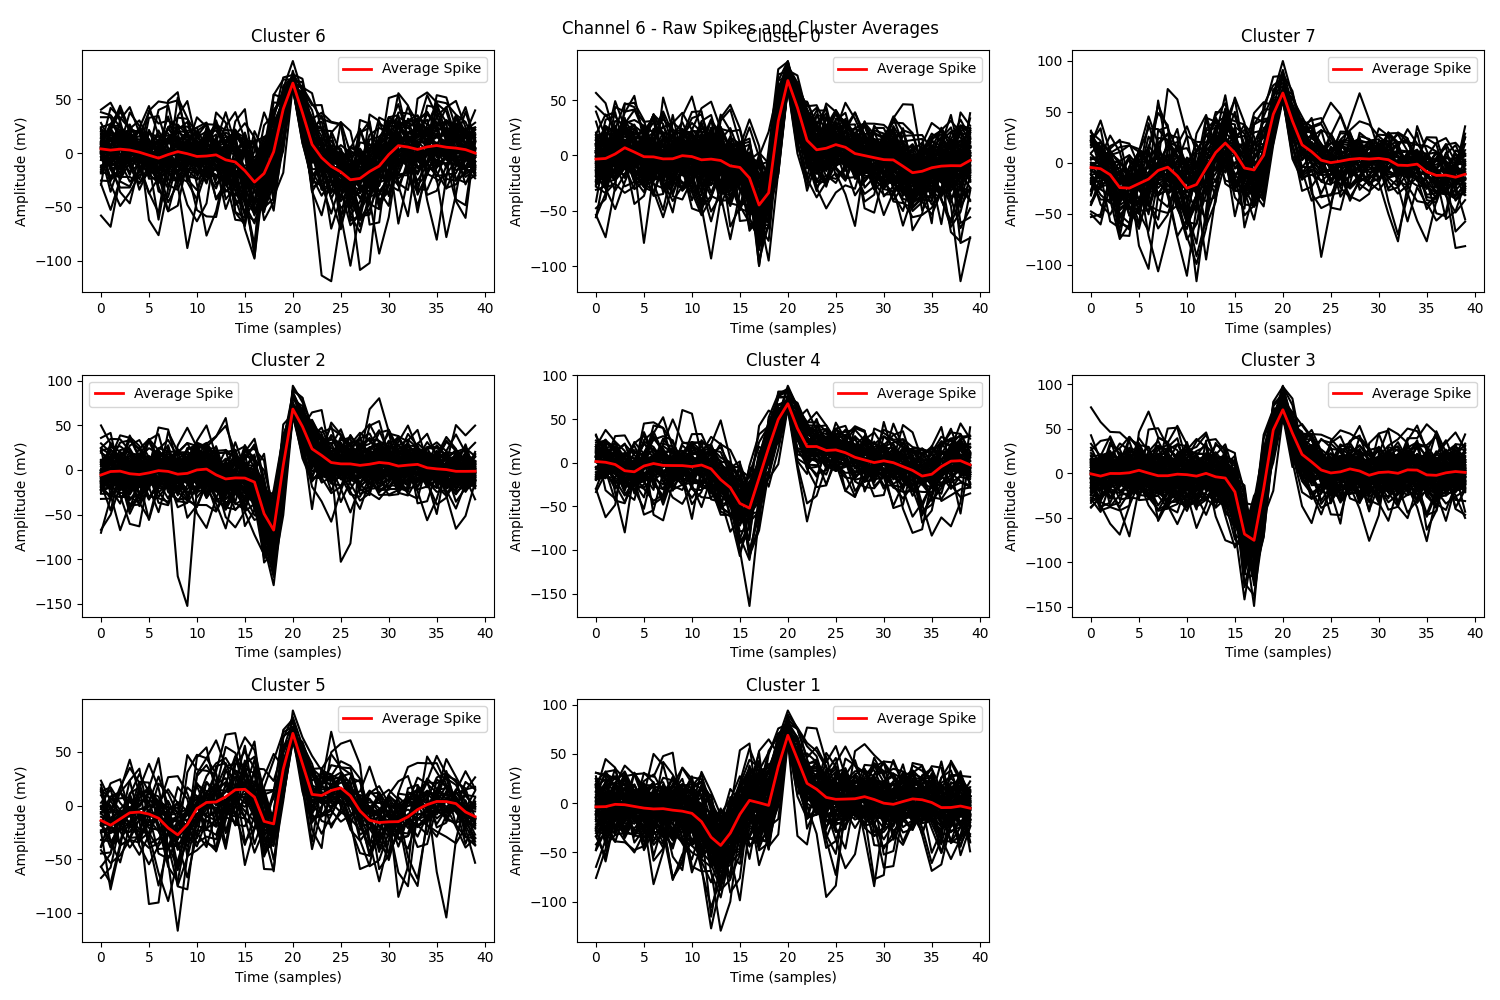 Channel 6 - Raw Spikes and Cluster Averages
Cluster 6
Average Spike
Amplitude (mV)
50
0
−50
−100
0 5 10 15 20 25 30 35 40
Time (samples)
Cluster 0
Average Spike
Amplitude (mV)
50
0
−50
−100
0 5 10 15 20 25 30 35 40
Time (samples)
Cluster 7
Average Spike
Amplitude (mV)
100
50
0
−50
−100
0 5 10 15 20 25 30 35 40
Time (samples)
Cluster 2
Average Spike
Amplitude (mV)
100
50
0
−50
−100
−150
0 5 10 15 20 25 30 35 40
Time (samples)
Cluster 4
Average Spike
Amplitude (mV)
100
50
0
−50
−100
−150
0 5 10 15 20 25 30 35 40
Time (samples)
Cluster 3
Average Spike
Amplitude (mV)
100
50
0
−50
−100
−150
0 5 10 15 20 25 30 35 40
Time (samples)
Cluster 5
Average Spike
Amplitude (mV)
50
0
−50
−100
0 5 10 15 20 25 30 35 40
Time (samples)
Cluster 1
Average Spike
Amplitude (mV)
100
50
0
−50
−100
0 5 10 15 20 25 30 35 40
Time (samples)